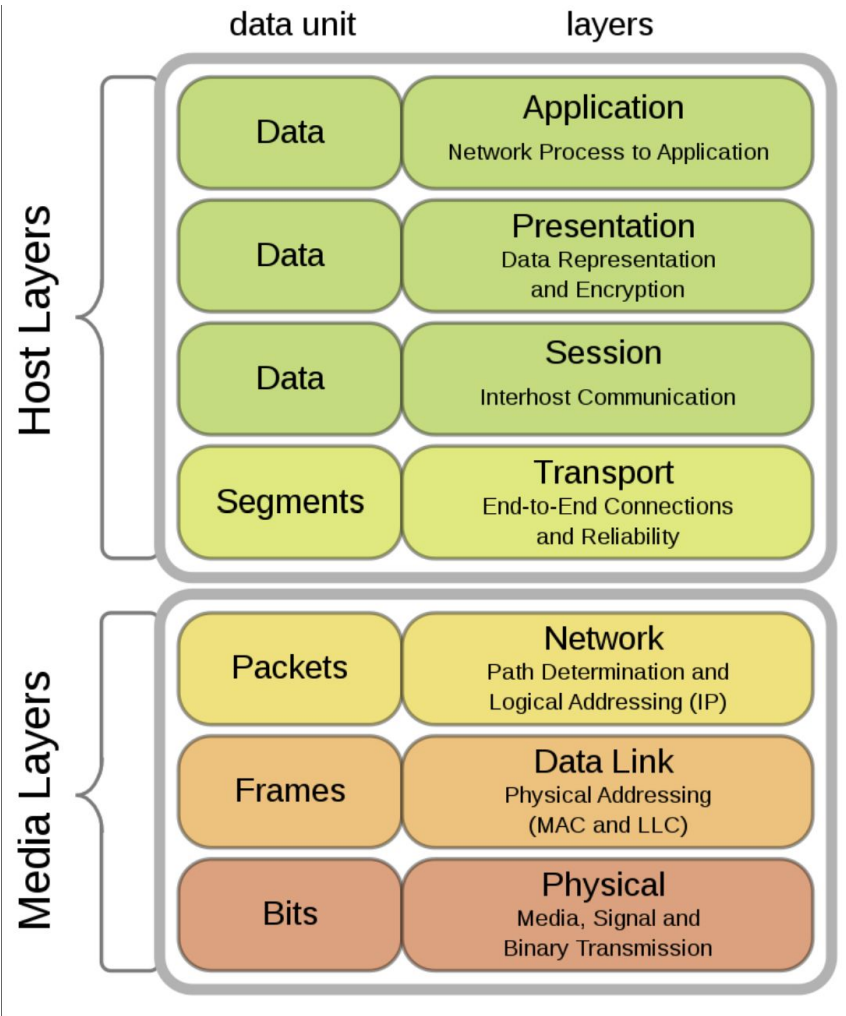 data unit layers
Host Layers
Data
Application
Network Process to Application
Data
Presentation
Data Representation
and Encryption
Data
Session
Interhost Communication
Segments
Transport
End-to-End Connections
and Reliability
Media Layers
Packets
Network
Path Determination and
Logical Addressing (IP)
Frames
Data Link
Physical Addressing
(MAC and LLC)
Bits
Physical
Media, Signal and
Binary Transmission